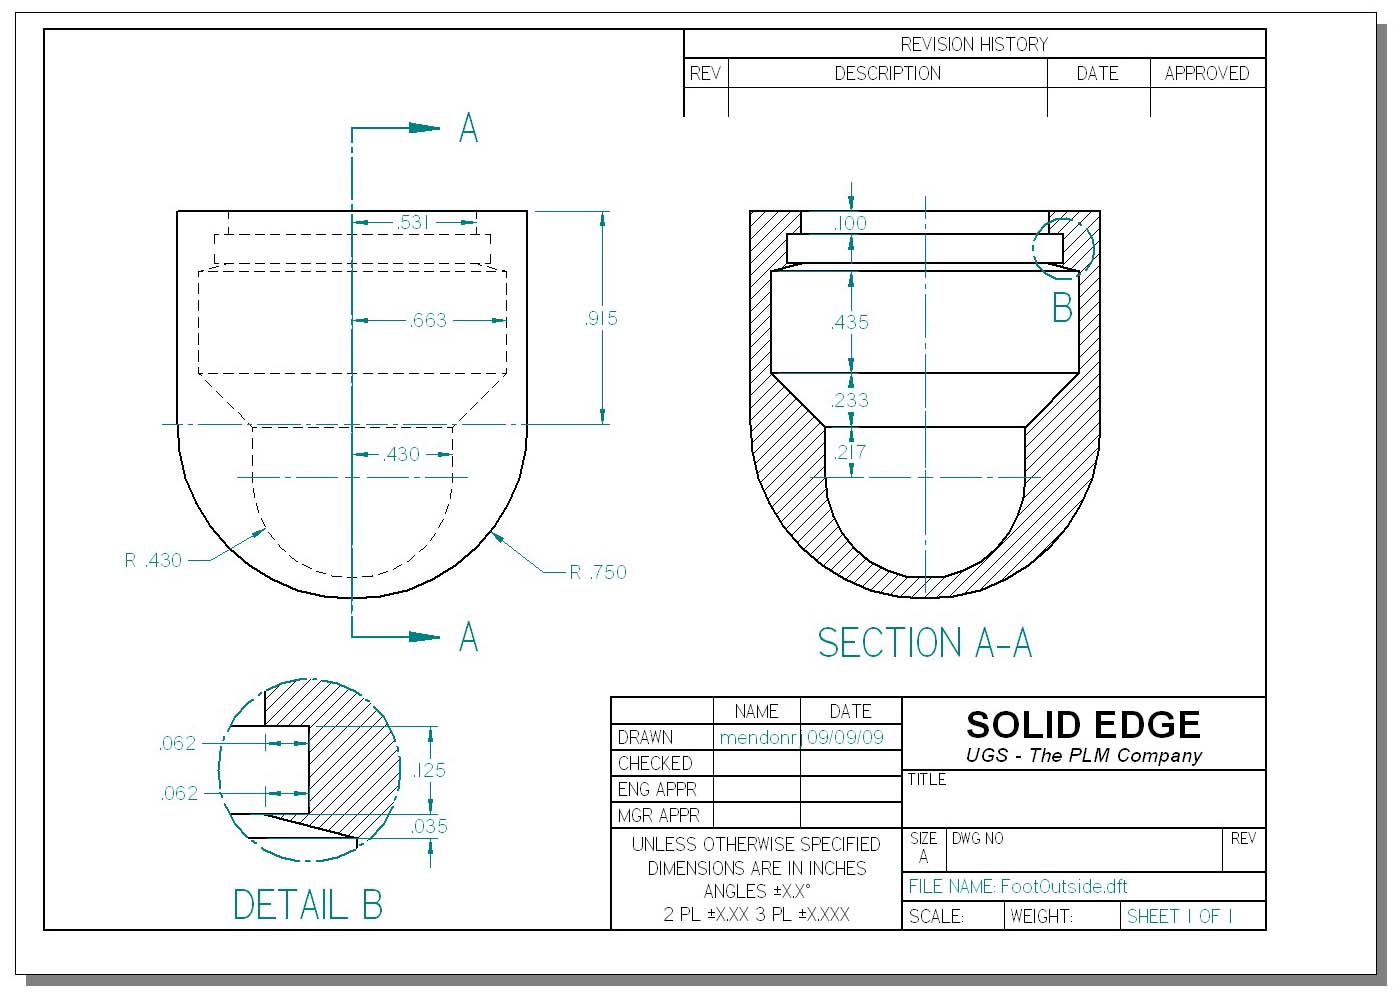 REVISION HISTORY
REV DESCRIPTION DATE APPROVED
A
.531
.100
.663
.915
.435
B
.233
.430
.217
R .430
R .750
A
SECTION A-A
.062
.125
.062
.035
DETAIL B
NAME DATE
DRAWN mendonrj 09/09/09
CHECKED
ENG APPR
MGR APPR
UNLESS OTHERWISE SPECIFIED
DIMENSIONS ARE IN INCHES
ANGLES ±X.X°
2 PL ±X.XX 3 PL ±X.XXX
SOLID EDGE
UGS - The PLM Company
TITLE
SIZE DWG NO REV
A
FILE NAME: FootOutside.dft
SCALE: WEIGHT: SHEET 1 OF 1